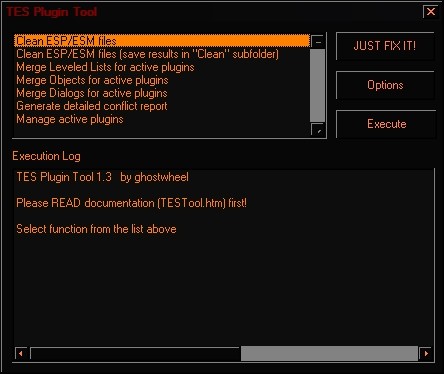 TES Plugin Tool
Clean ESP/ESM files
Clean ESP/ESM files (save results in "Clean" subfolder)
Merge Leveled Lists for active plugins
Merge Objects for active plugins
Merge Dialogs for active plugins
Generate detailed conflict report
Manage active plugins
JUST FIX IT!
Options
Execute
Execution Log
TES Plugin Tool 1.3 by ghostwheel
Please READ documentation (TESTool.htm) first!
Select function from the list above